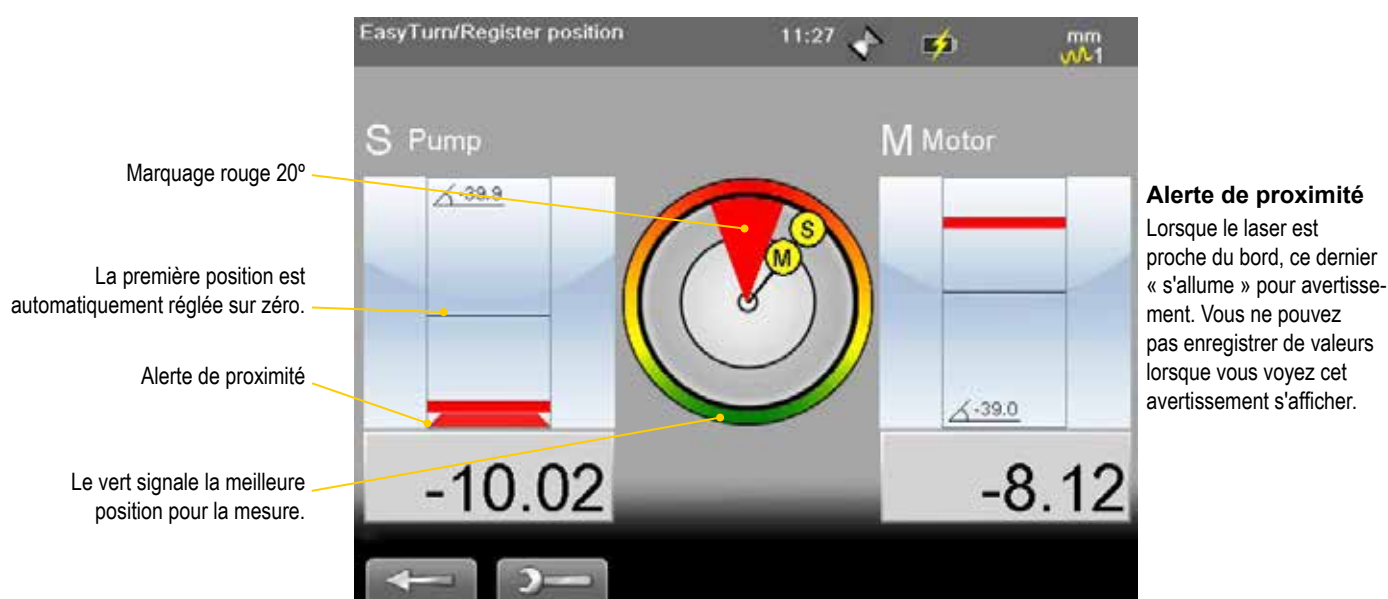 EasyTurn/Register position
11:27
mm
1
S Pump
M Motor
Marquage rouge 20º
-39.9
S
M
La première position est
automatiquement réglée sur zéro.
Alerte de proximité
-39.0
Le vert signale la meilleure
position pour la mesure.
-10.02
-8.12
Alerte de proximité
Lorsque le laser est
proche du bord, ce dernier
« s'allume » pour avertisse-
ment. Vous ne pouvez
pas enregistrer de valeurs
lorsque vous voyez cet
avertissement s'afficher.